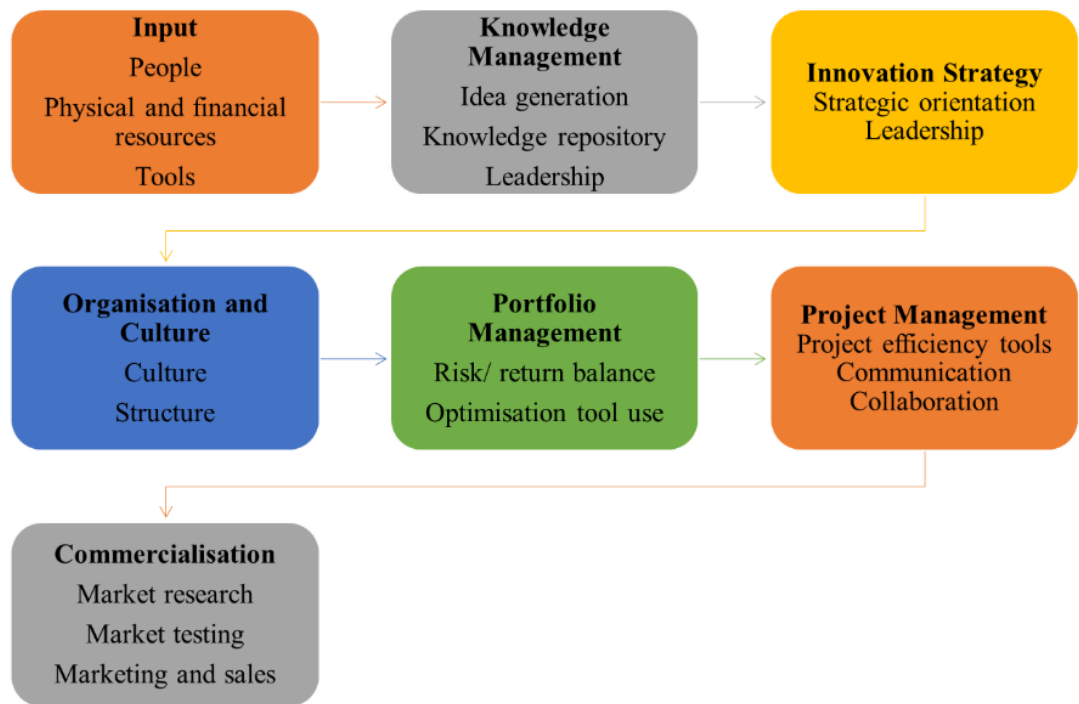 Input
People
Physical and financial
resources
Tools
Knowledge
Management
Idea generation
Knowledge repository
Leadership
Innovation Strategy
Strategic orientation
Leadership
Organisation and
Culture
Culture
Structure
Portfolio
Management
Risk/ return balance
Optimisation tool use
Project Management
Project efficiency tools
Communication
Collaboration
Commercialisation
Market research
Market testing
Marketing and sales